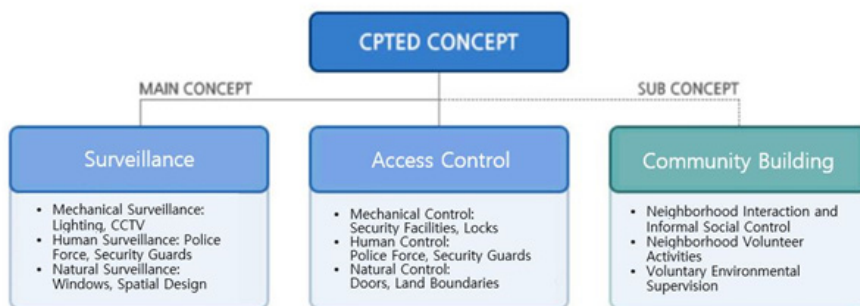 CPTED CONCEPT
MAIN CONCEPT
SUB CONCEPT
Surveillance
• Mechanical Surveillance:
Lighting, CCTV
• Human Surveillance: Police
Force, Security Guards
• Natural Surveillance:
Windows, Spatial Design
Access Control
• Mechanical Control:
Security Facilities, Locks
• Human Control:
Police Force, Security Guards
• Natural Control:
Doors, Land Boundaries
Community Building
• Neighborhood Interaction and
Informal Social Control
• Neighborhood Volunteer
Activities
• Voluntary Environmental
Supervision